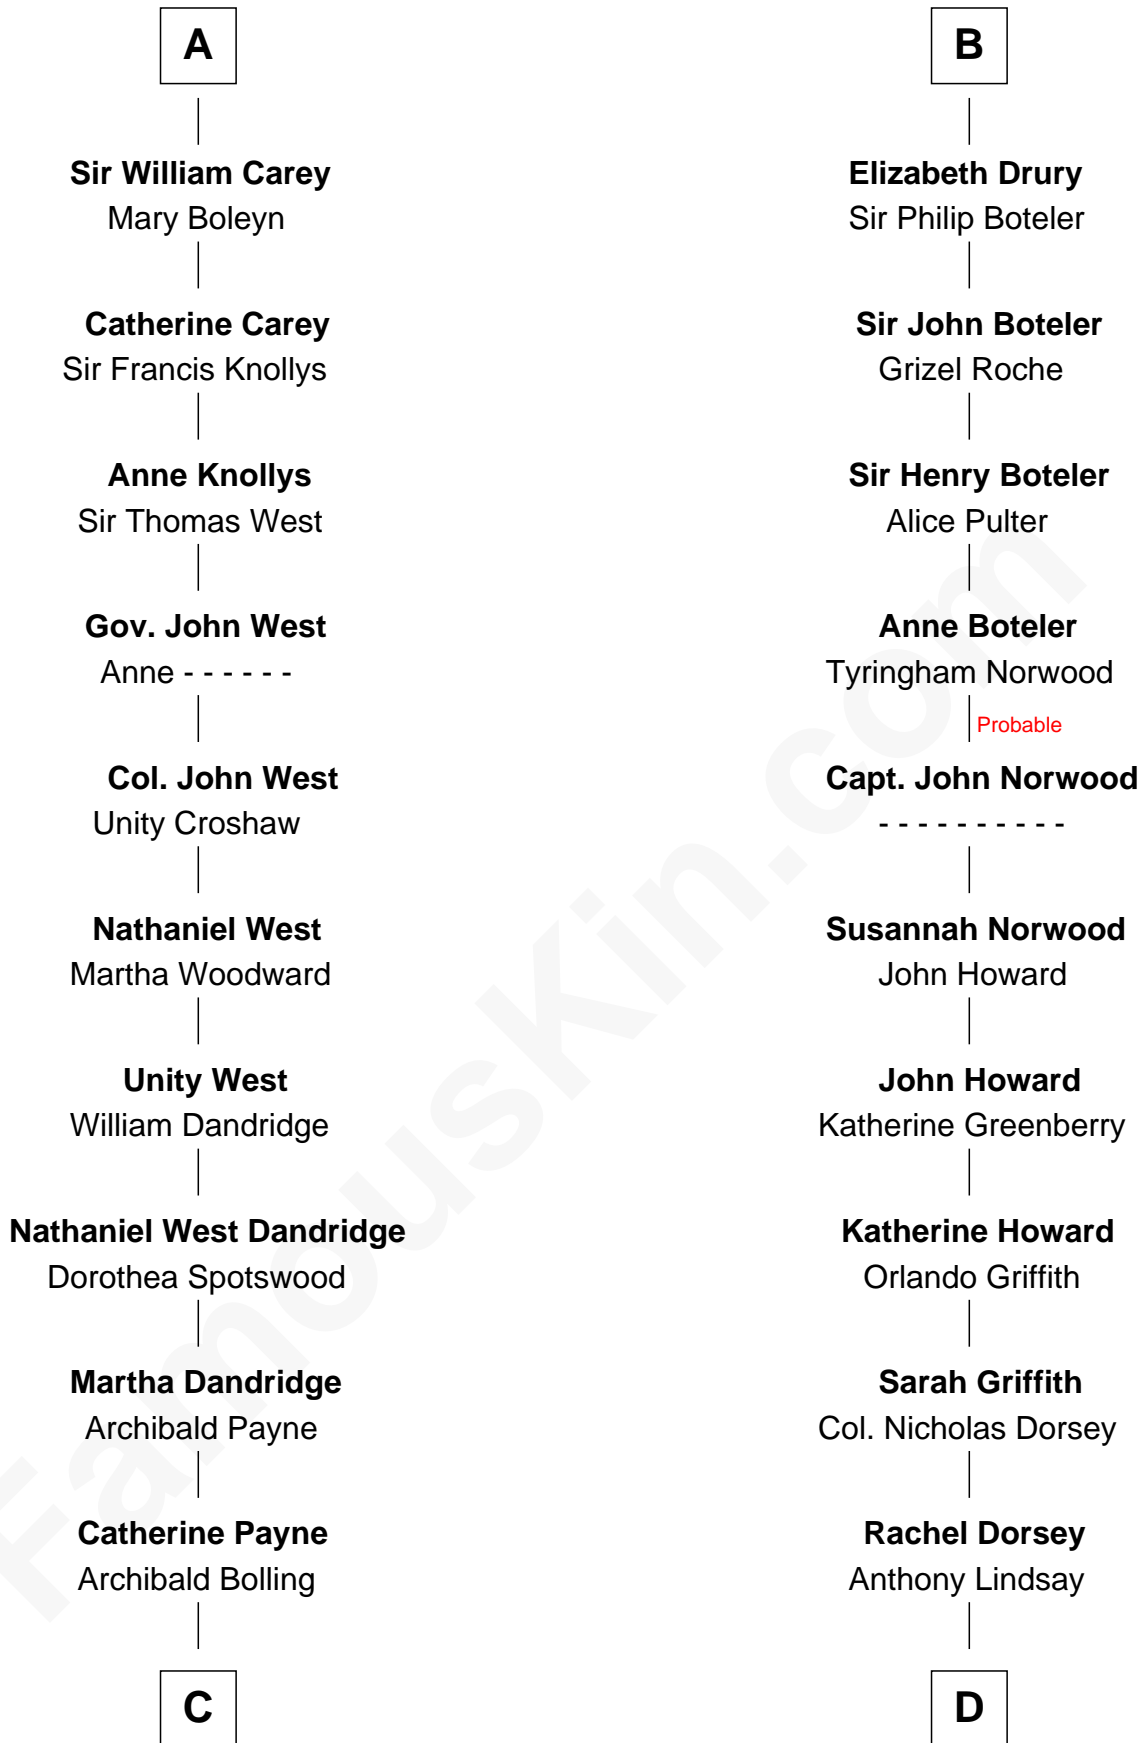 A
Sir William Carey
Mary Boleyn
Catherine Carey
Sir Francis Knollys
Anne Knollys
Sir Thomas West
Gov. John West
Anne - - - - - -
Col. John West
Unity Croshaw
Nathaniel West
Martha Woodward
Unity West
William Dandridge
Nathaniel West Dandridge
Dorothea Spotswood
Martha Dandridge
Archibald Payne
Catherine Payne
Archibald Bolling
C
B
Elizabeth Drury
Sir Philip Boteler
Sir John Boteler
Grizel Roche
Sir Henry Boteler
Alice Pulter
Anne Boteler
Tyringham Norwood
Probable
Capt. John Norwood
- - - - - - - - - -
Susannah Norwood
John Howard
John Howard
Katherine Greenberry
Katherine Howard
Orlando Griffith
Sarah Griffith
Col. Nicholas Dorsey
Rachel Dorsey
Anthony Lindsay
D
FamousKin.com